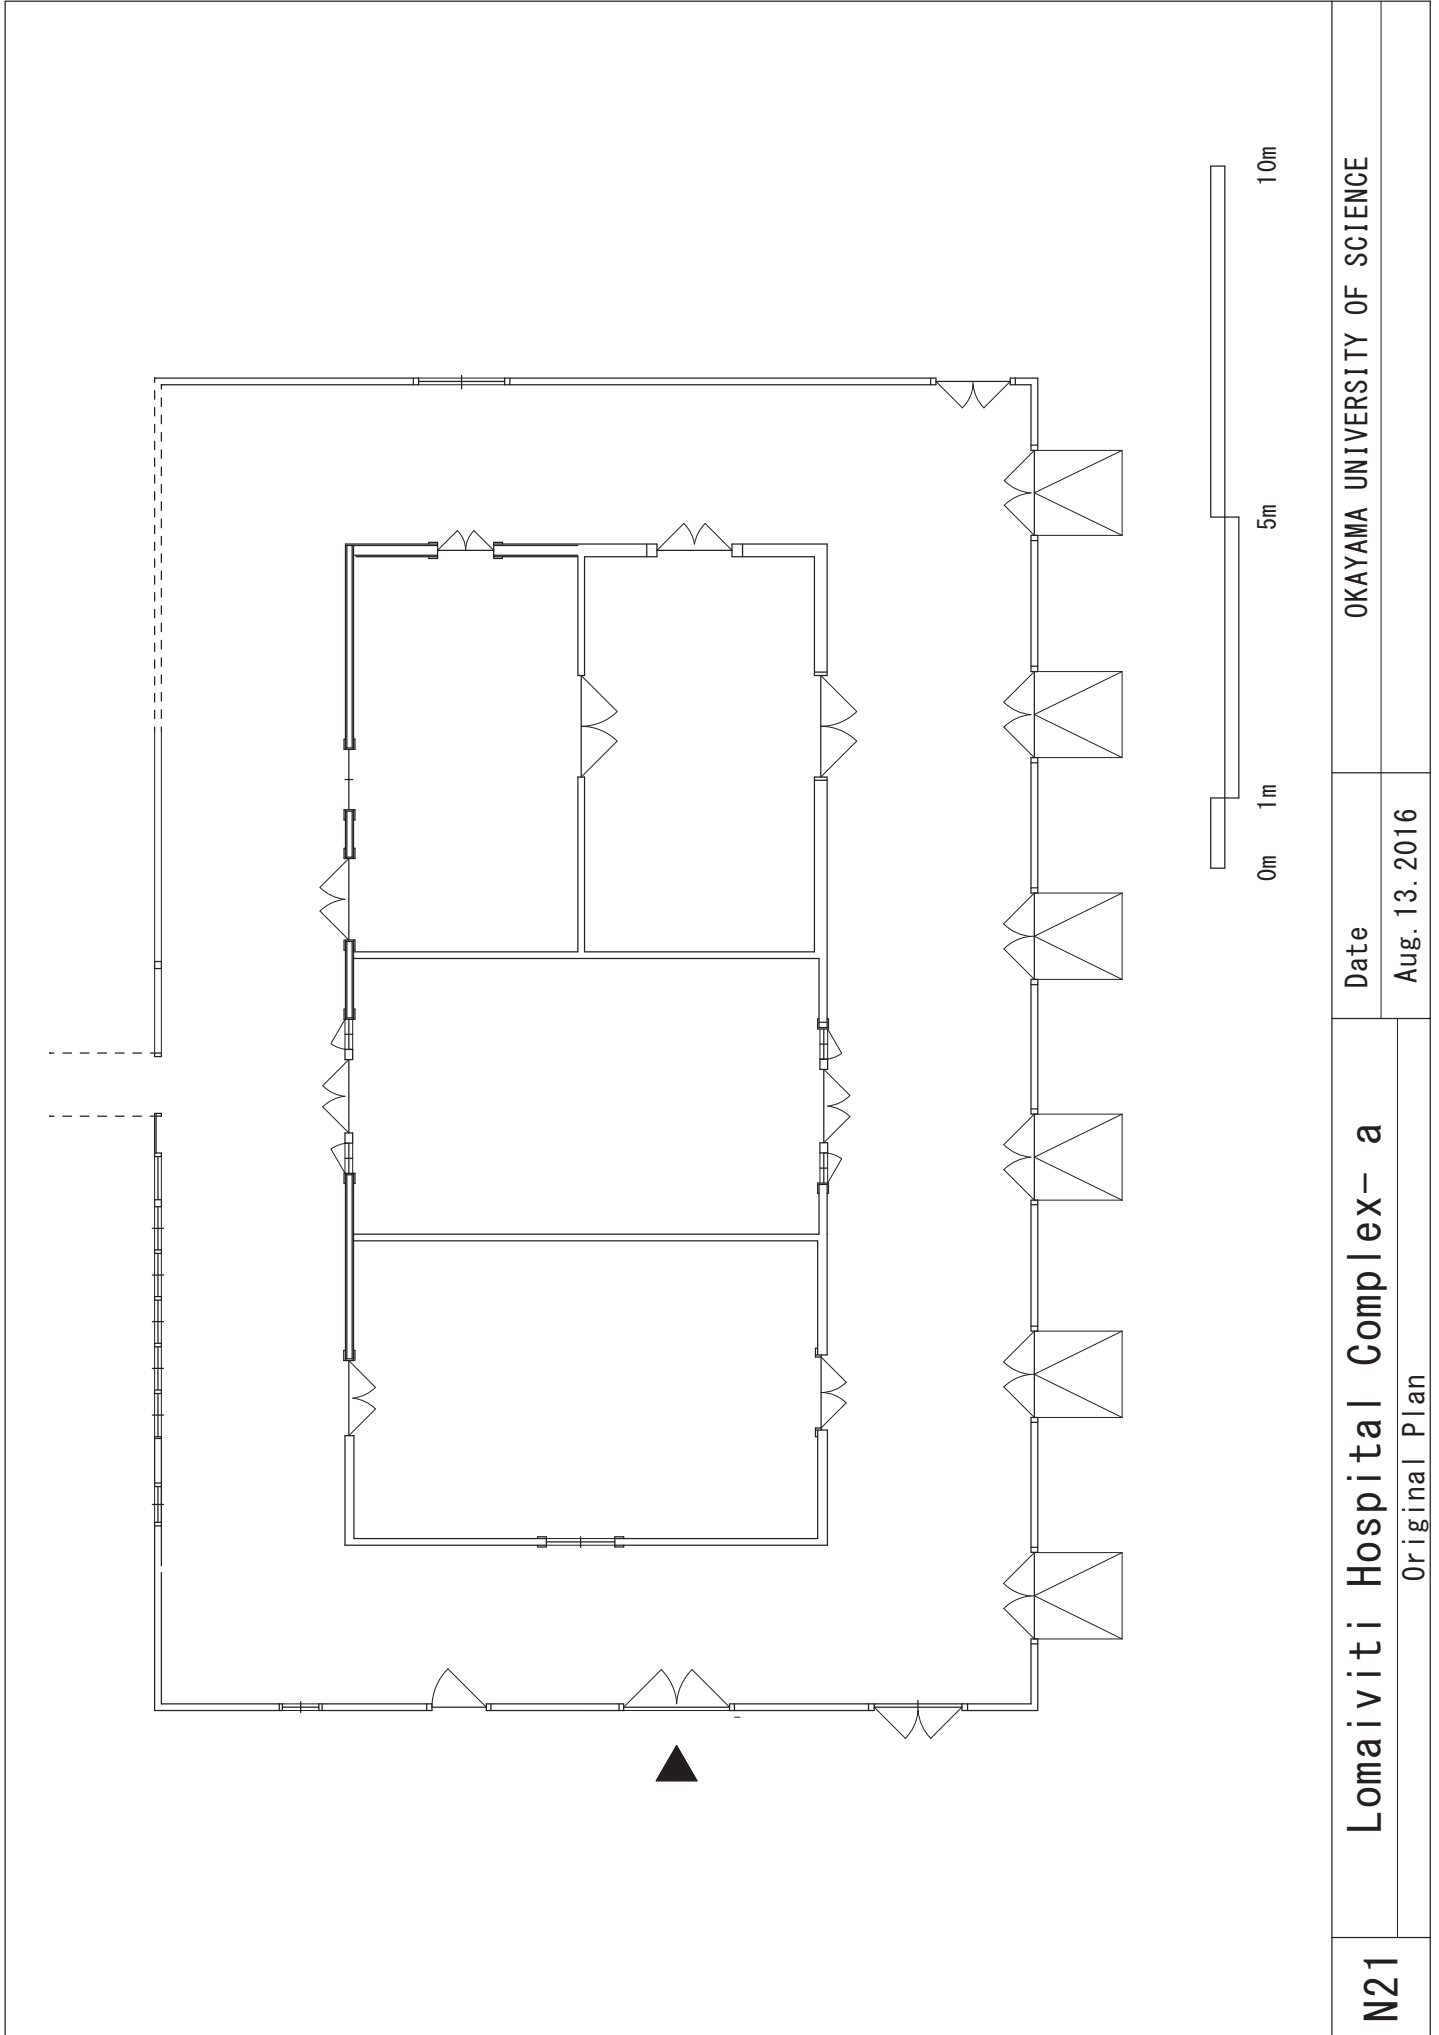 0m 1m 5m 10m
N21
Lomaiviti Hospital Complex- a
Original Plan
Date
Aug. 13. 2016
OKAYAMA UNIVERSITY OF SCIENCE